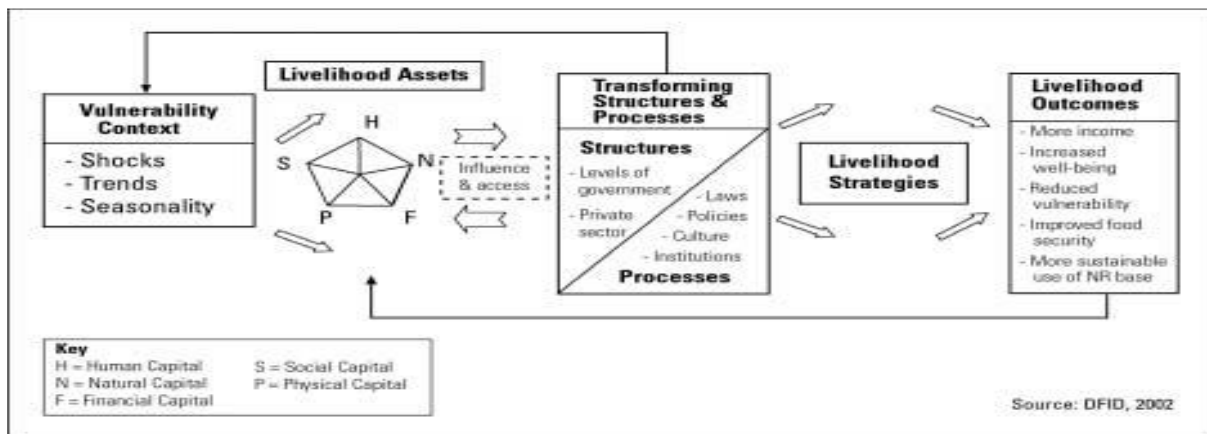 Livelihood Assets
Vulnerability
Context
- Shocks
- Trends
- Seasonality
H
S
N
P
F
Influence
& access
Transforming
Structures &
Processes
Structures
- Levels of
government
- Private
sector
- Laws
- Policies
- Culture
- Institutions
Processes
Livelihood
Strategies
Livelihood
Outcomes
- More income
- Increased
well-being
- Reduced
vulnerability
- Improved food
security
- More sustainable
use of NR base
Key
H = Human Capital
S = Social Capital
N = Natural Capital
P = Physical Capital
F = Financial Capital
Source: DFID, 2002